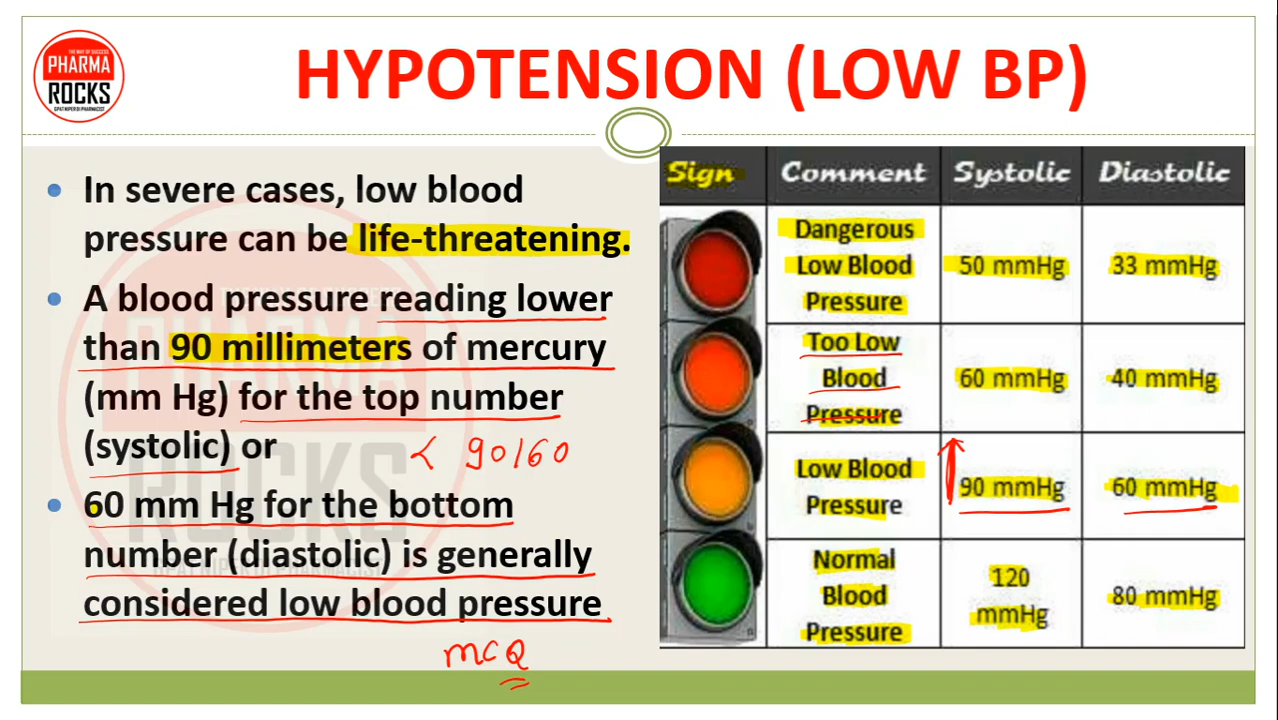 THE WAY OF SUCCESS
PHARMA
ROCKS
GPAT NIPER DI PHARMACIST
HYPOTENSION (LOW BP)
• In severe cases, low blood
pressure can be life-threatening.
• A blood pressure reading lower
than 90 millimeters of mercury
(mm Hg) for the top number
(systolic) or
< 90/60
• 60 mm Hg for the bottom
number (diastolic) is generally
considered low blood pressure
MCQ
Sign Comment Systolic Diastolic
Dangerous
Low Blood 50 mmHg 33 mmHg
Pressure
Too Low
Blood 60 mmHg 40 mmHg
Pressure
Low Blood
Pressure 90 mmHg 60 mmHg
Normal
Blood 120
mmHg 80 mmHg
Pressure